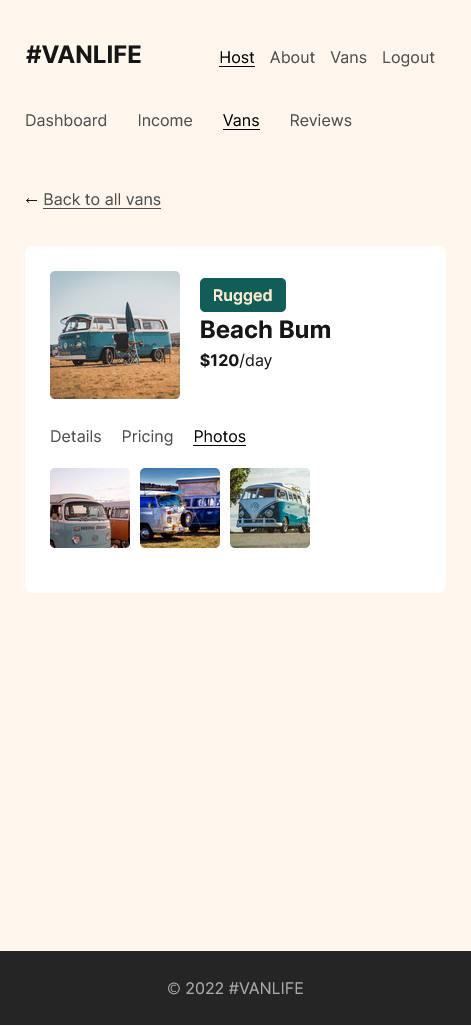 #VANLIFE
Host About Vans Logout
Dashboard Income Vans Reviews
← Back to all vans
Rugged
Beach Bum
$120/day
Details Pricing Photos
© 2022 #VANLIFE